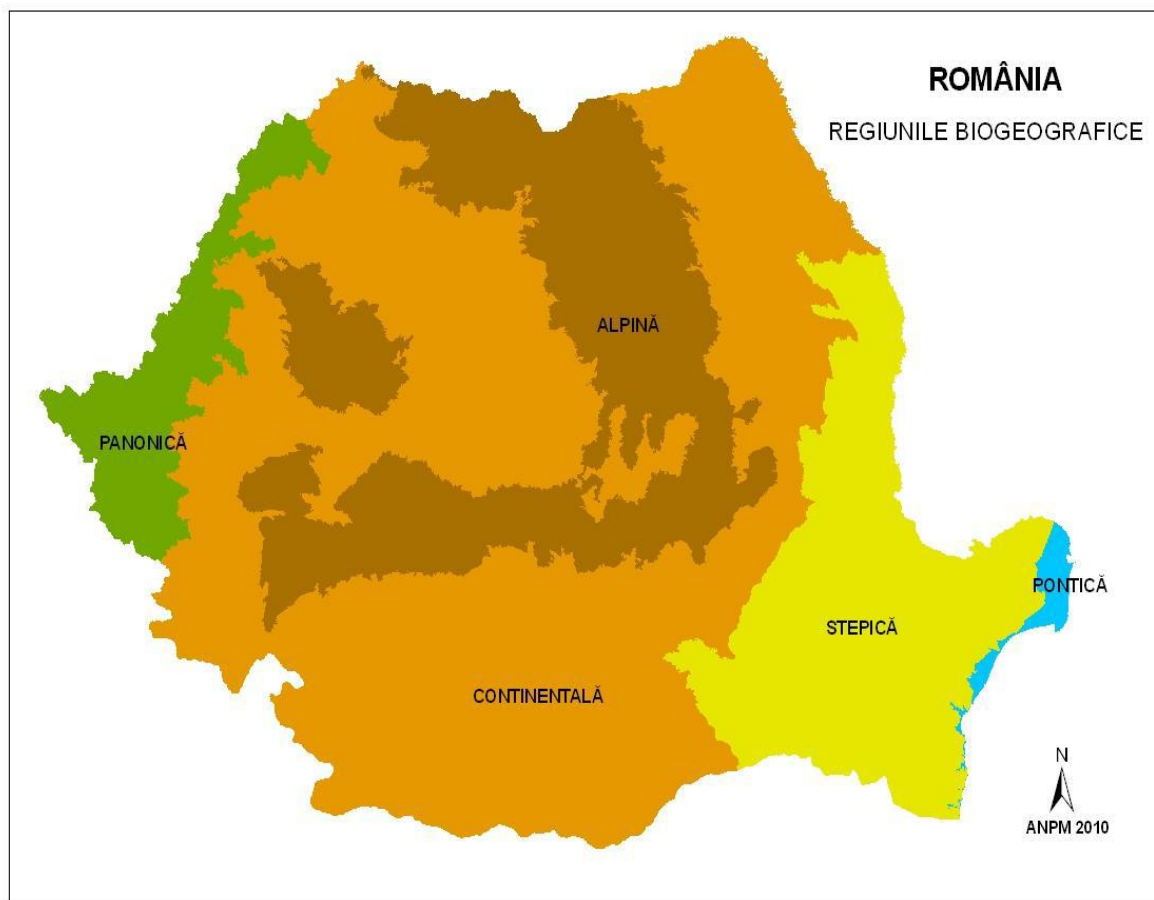 ROMÂNIA
REGIUNILE BIOGEOGRAFICE
ALPINĂ
PANONICĂ
PONTICĂ
STEPICĂ
CONTINENTALĂ
N
ANPM 2010